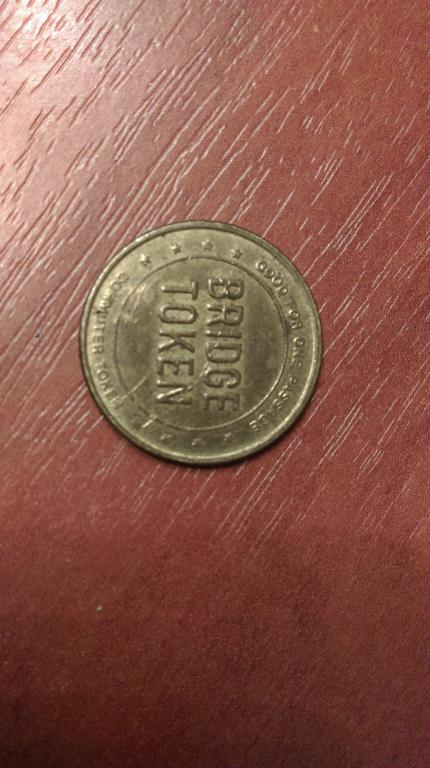 GOOD FOR ONE PASSAGE
BRIDGE
TOKEN
COMMUTER TOKEN